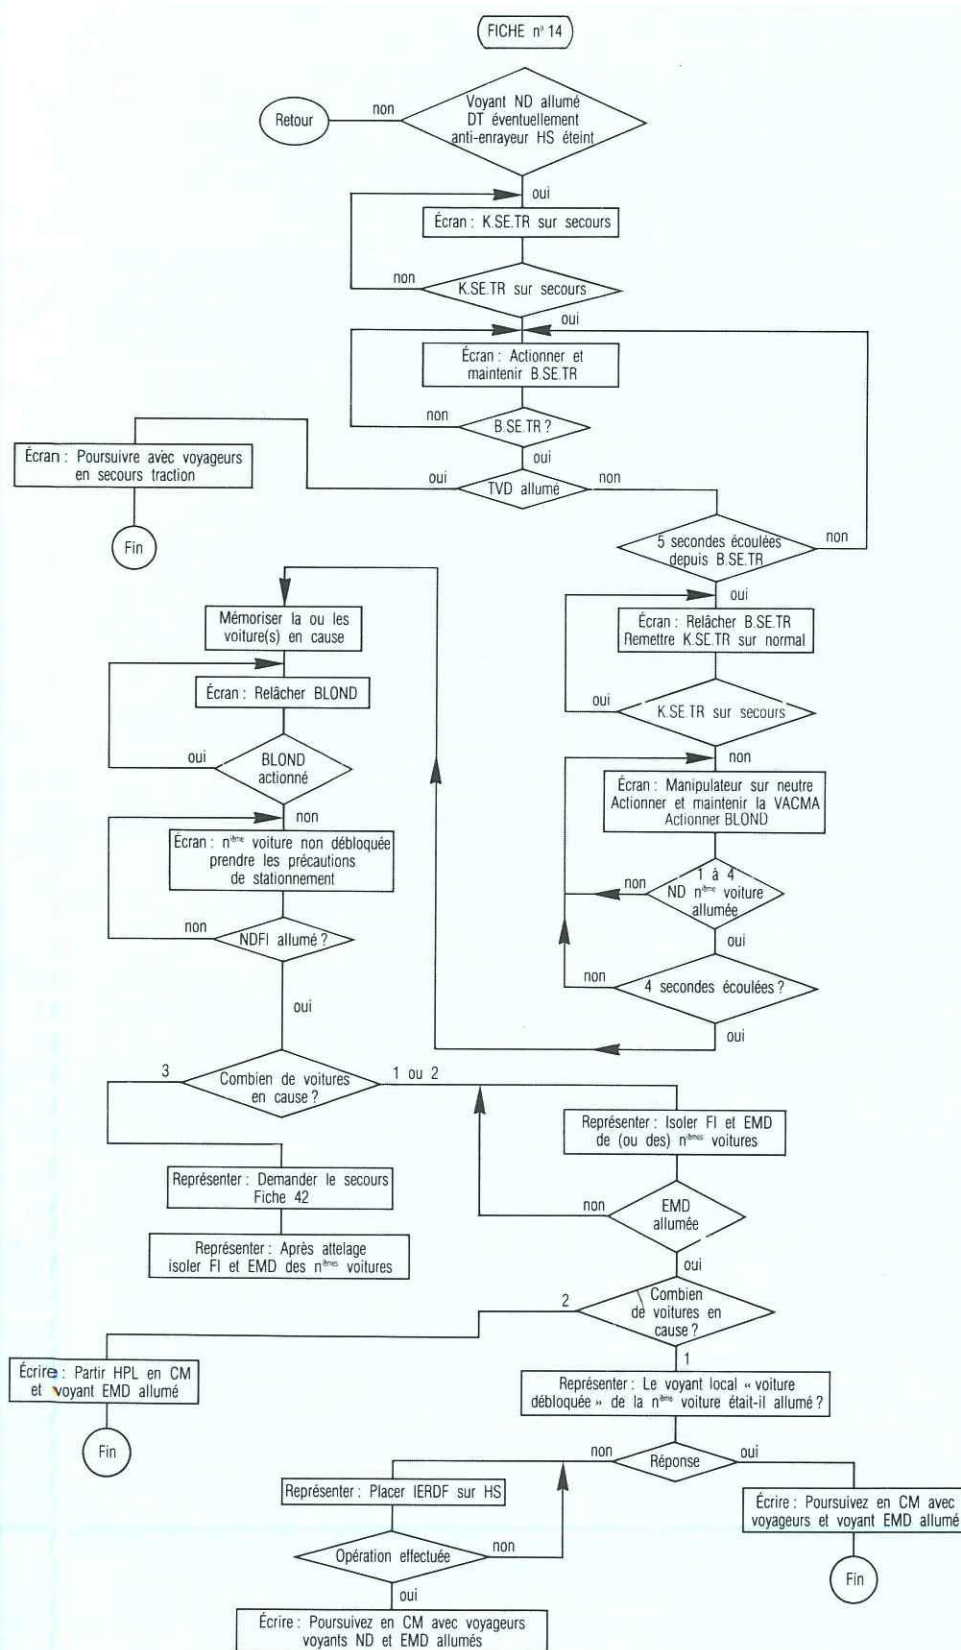 FICHE n° 14
Voyant ND allumé
DT éventuellement
anti-enrayeur HS éteint
non
Retour
oui
Écran : K.SE.TR sur secours
non
K.SE.TR sur secours
oui
Écran : Actionner et
maintenir B.SE.TR
non
B.SE.TR ?
oui
Écran : Poursuivre avec voyageurs
en secours traction
oui
TVD allumé
non
Fin
5 secondes écoulées
depuis B.SE.TR
non
oui
Mémoriser la ou les
voiture(s) en cause
Écran : Relâcher B.SE.TR
Remettre K.SE.TR sur normal
Écran : Relâcher BLOND
oui
K.SE.TR sur secours
oui
BLOND
actionné
non
non
Écran : Manipulateur sur neutre
Actionner et maintenir la VACMA
Actionner BLOND
Écran : nième voiture non débloquée
prendre les précautions
de stationnement
non
1 à 4
ND nième voiture
allumée
non
NDFI allumé ?
oui
non
4 secondes écoulées ?
oui
oui
3
Combien de voitures
en cause ?
1 ou 2
Représenter : Isoler FI et EMD
de (ou des) nièmes voitures
Représenter : Demander le secours
Fiche 42
non
EMD
allumée
Représenter : Après attelage
isoler FI et EMD des nièmes voitures
oui
2
Combien
de voitures en
cause ?
1
Écrire : Partir HPL en CM
et voyant EMD allumé
Représenter : Le voyant local « voiture
débloquée » de la nième voiture était-il allumé ?
Fin
non
Réponse
oui
Représenter : Placer IERDF sur HS
Écrire : Poursuivez en CM avec
voyageurs et voyant EMD allumé
Opération effectuée
non
Fin
oui
Écrire : Poursuivez en CM avec voyageurs
voyants ND et EMD allumés